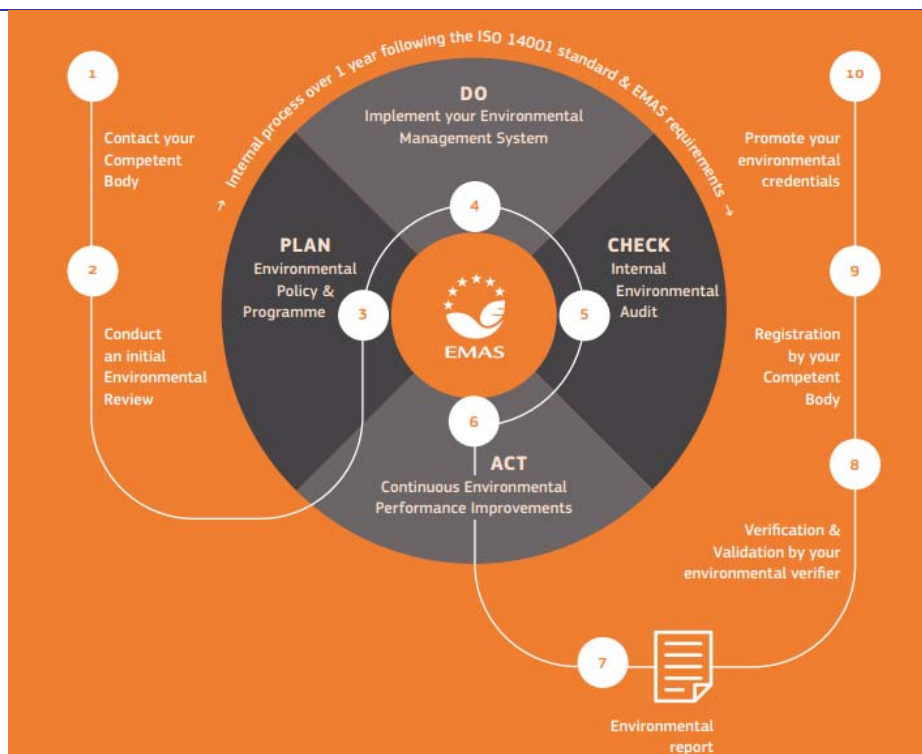 1
Contact your
Competent
Body
2
Conduct
an initial
Environmental
Review
→ Internal process over 1 year following the ISO 14001 standard & EMAS requirements →
PLAN
Environmental
Policy &
Programme
3
DO
Implement your Environmental
Management System
4
CHECK
Internal
Environmental
Audit
5
EMAS
6
ACT
Continuous Environmental
Performance Improvements
7
Environmental
report
8
Verification &
Validation by your
environmental verifier
9
Registration
by your
Competent
Body
10
Promote your
environmental
credentials